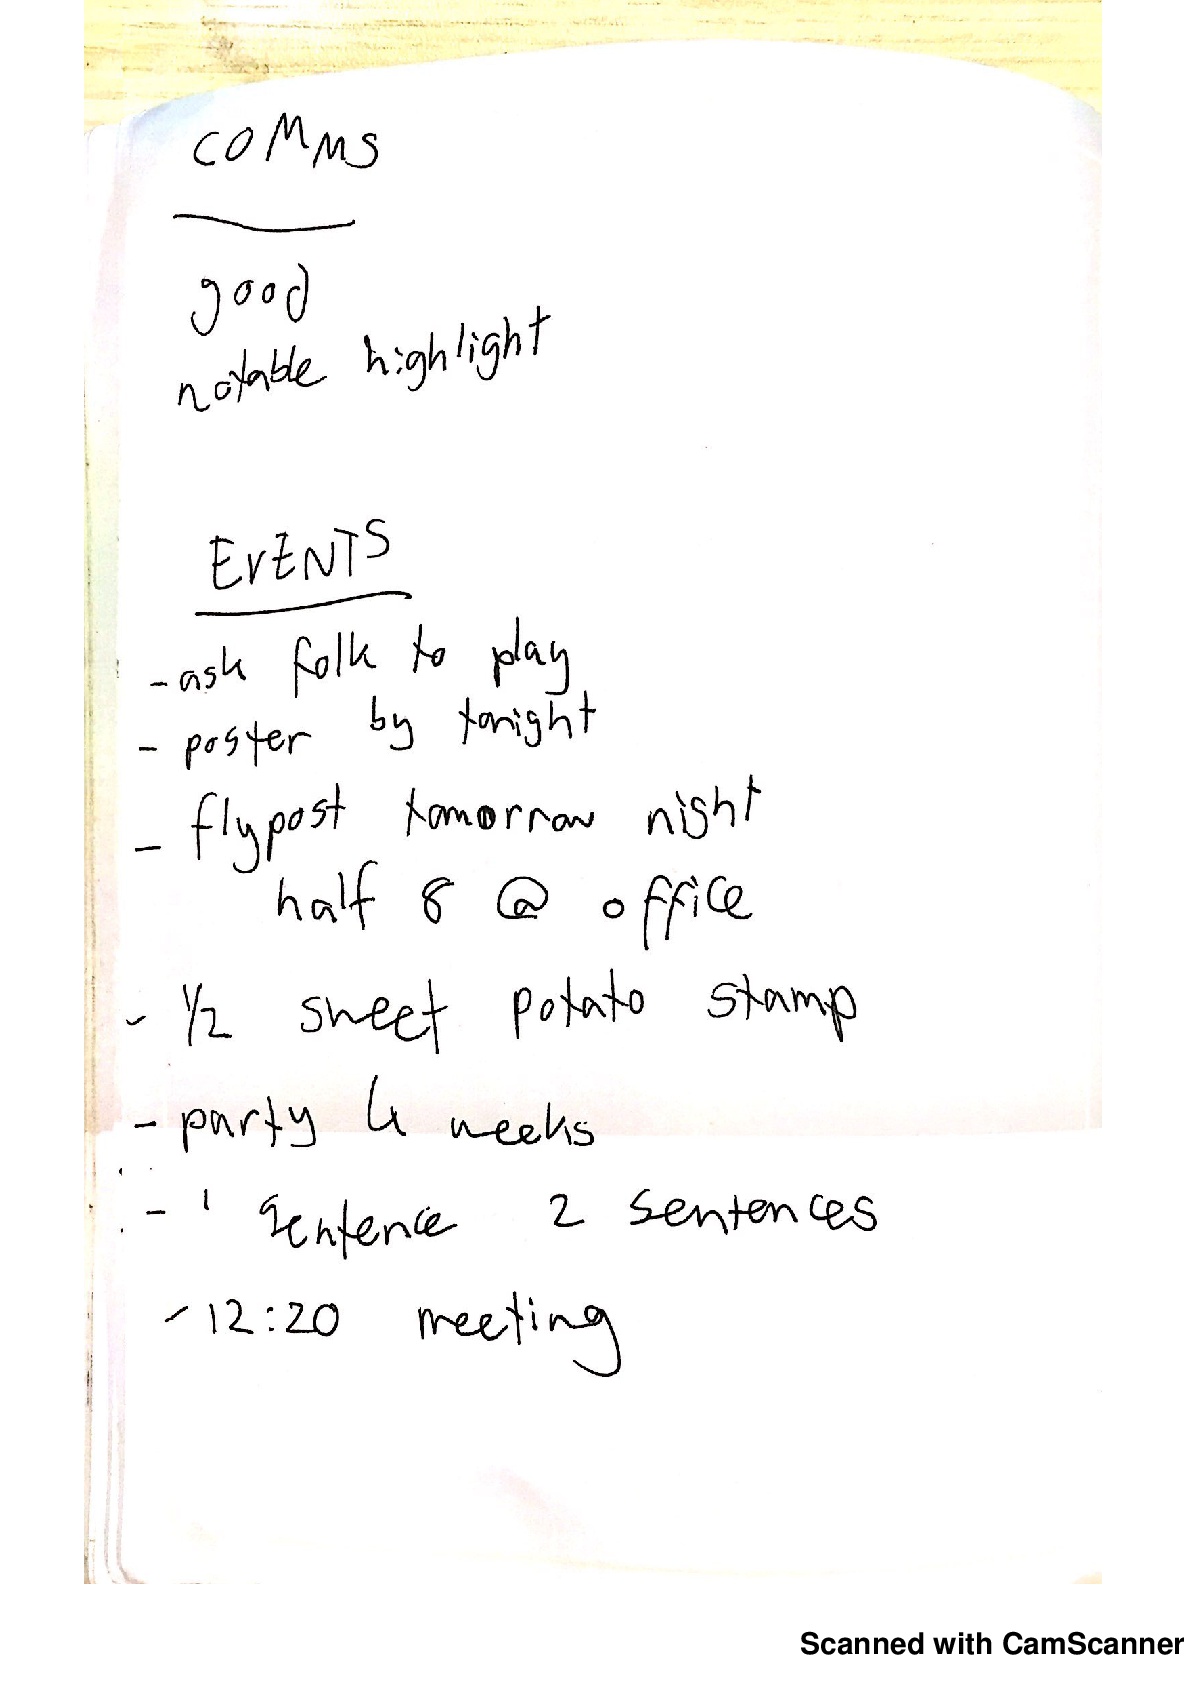 COMMS
good
notable highlight
EVENTS
- ask folk to play
- poster by tonight
- flypost tomorrow night
half 8 @ office
- 1/2 sheet potato stamp
- party 4 weeks
- 1 sentence 2 sentences
- 12:20 meeting
Scanned with CamScanner